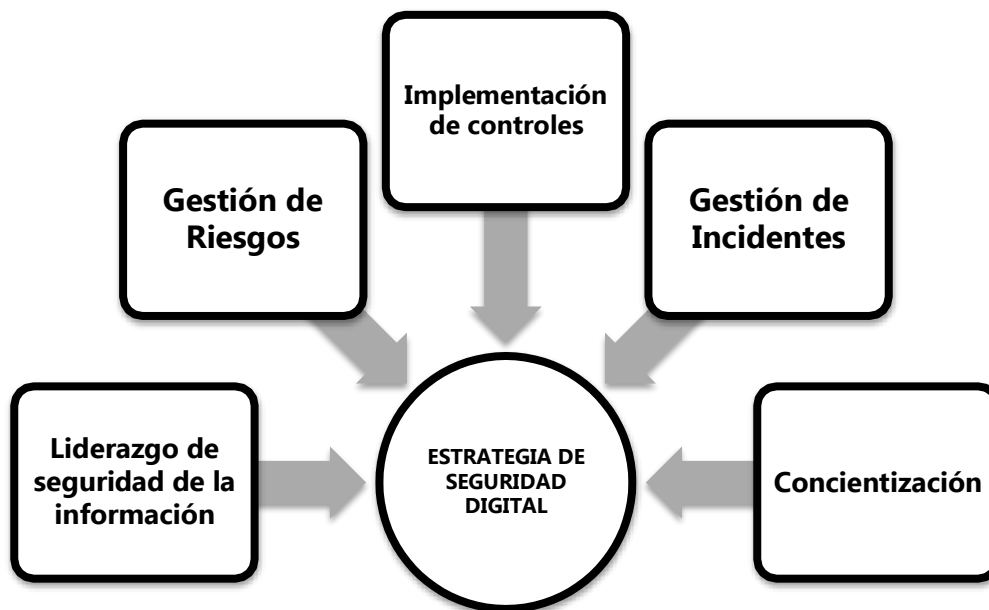 Implementación
de controles
Gestión de
Riesgos
Gestión de
Incidentes
Liderazgo de
seguridad de la
información
ESTRATEGIA DE
SEGURIDAD
DIGITAL
Concientización